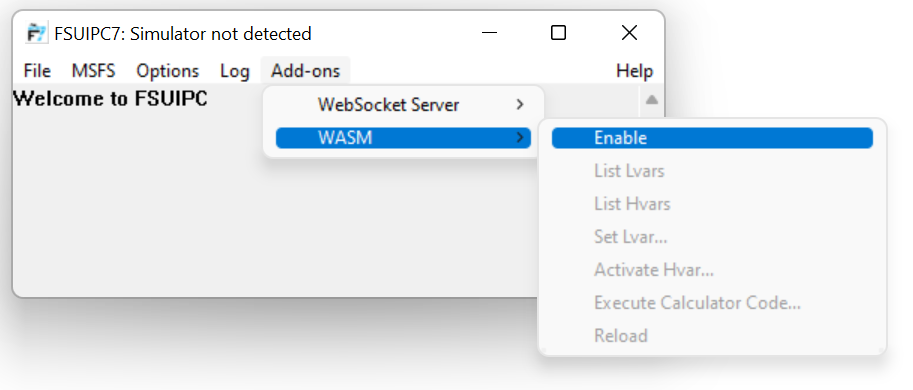 FSUIPC7: Simulator not detected
File MSFS Options Log Add-ons Help
Welcome to FSUIPC
WebSocket Server
WASM
Enable
List Lvars
List Hvars
Set Lvar...
Activate Hvar...
Execute Calculator Code...
Reload